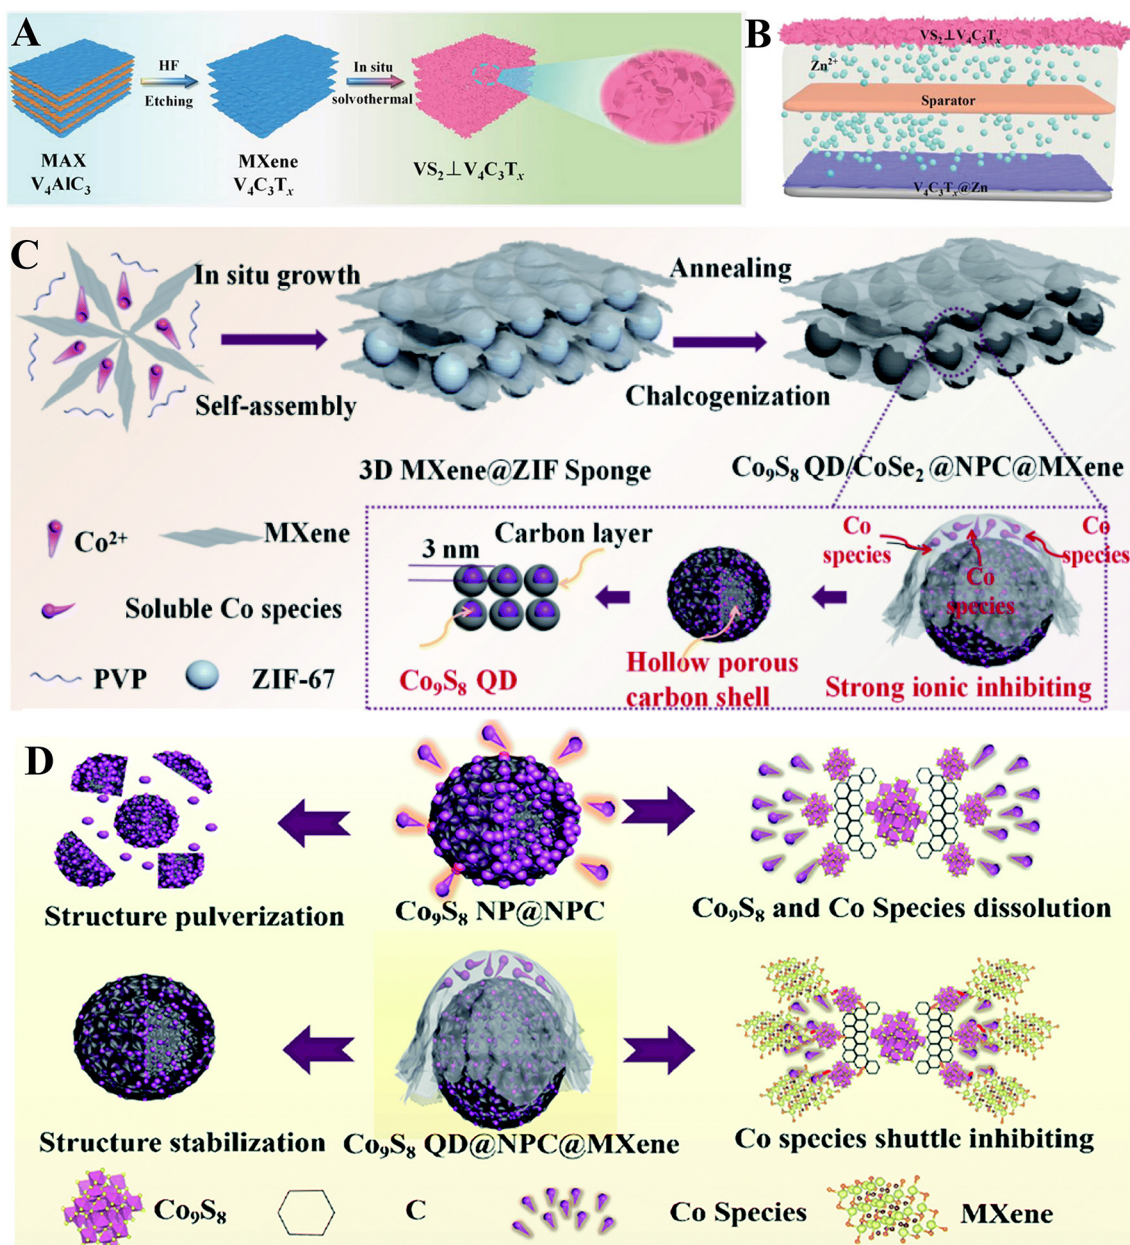 A
HF
Etching
In situ
solvothermal
MAX
V₄AlC₃
MXene
V₄C₃Tₓ
VS₂⊥V₄C₃Tₓ
B
VS₂⊥V₄C₃Tₓ
Zn²⁺
Sparator
V₄C₃Tₓ@Zn
C
In situ growth
Self-assembly
Annealing
Chalcogenization
3D MXene@ZIF Sponge
Co₉S₈ QD/CoSe₂ @NPC@MXene
Co²⁺
MXene
Soluble Co species
PVP
ZIF-67
3 nm
Carbon layer
Co₉S₈ QD
Hollow porous
carbon shell
Co
species
Co
species
Co
species
Strong ionic inhibiting
D
Structure pulverization
Co₉S₈ NP@NPC
Co₉S₈ and Co Species dissolution
Structure stabilization
Co₉S₈ QD@NPC@MXene
Co species shuttle inhibiting
Co₉S₈
C
Co Species
MXene